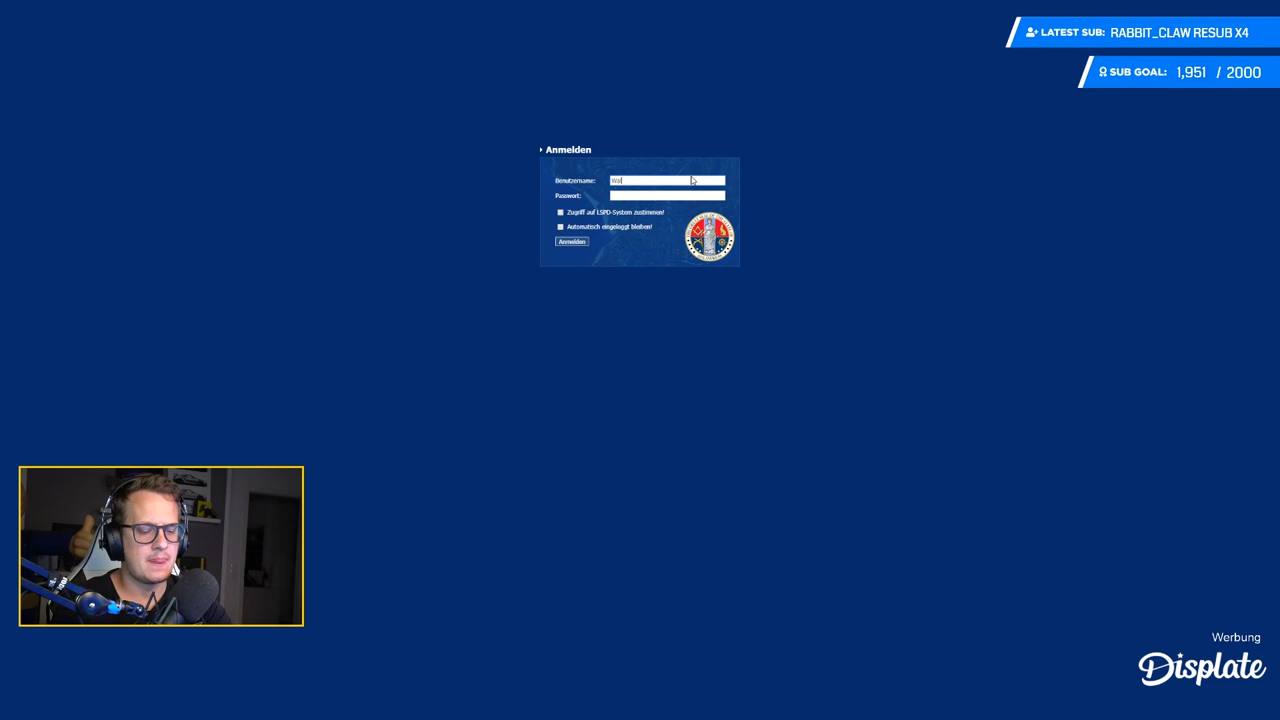 LATEST SUB: RABBIT_CLAW RESUB X4
SUB GOAL: 1,951 / 2000
Anmelden
Benutzername: Wal
Passwort:
Zugriff auf LSPD-System zustimmen!
Automatisch eingeloggt bleiben!
Anmelden
Werbung
Displate